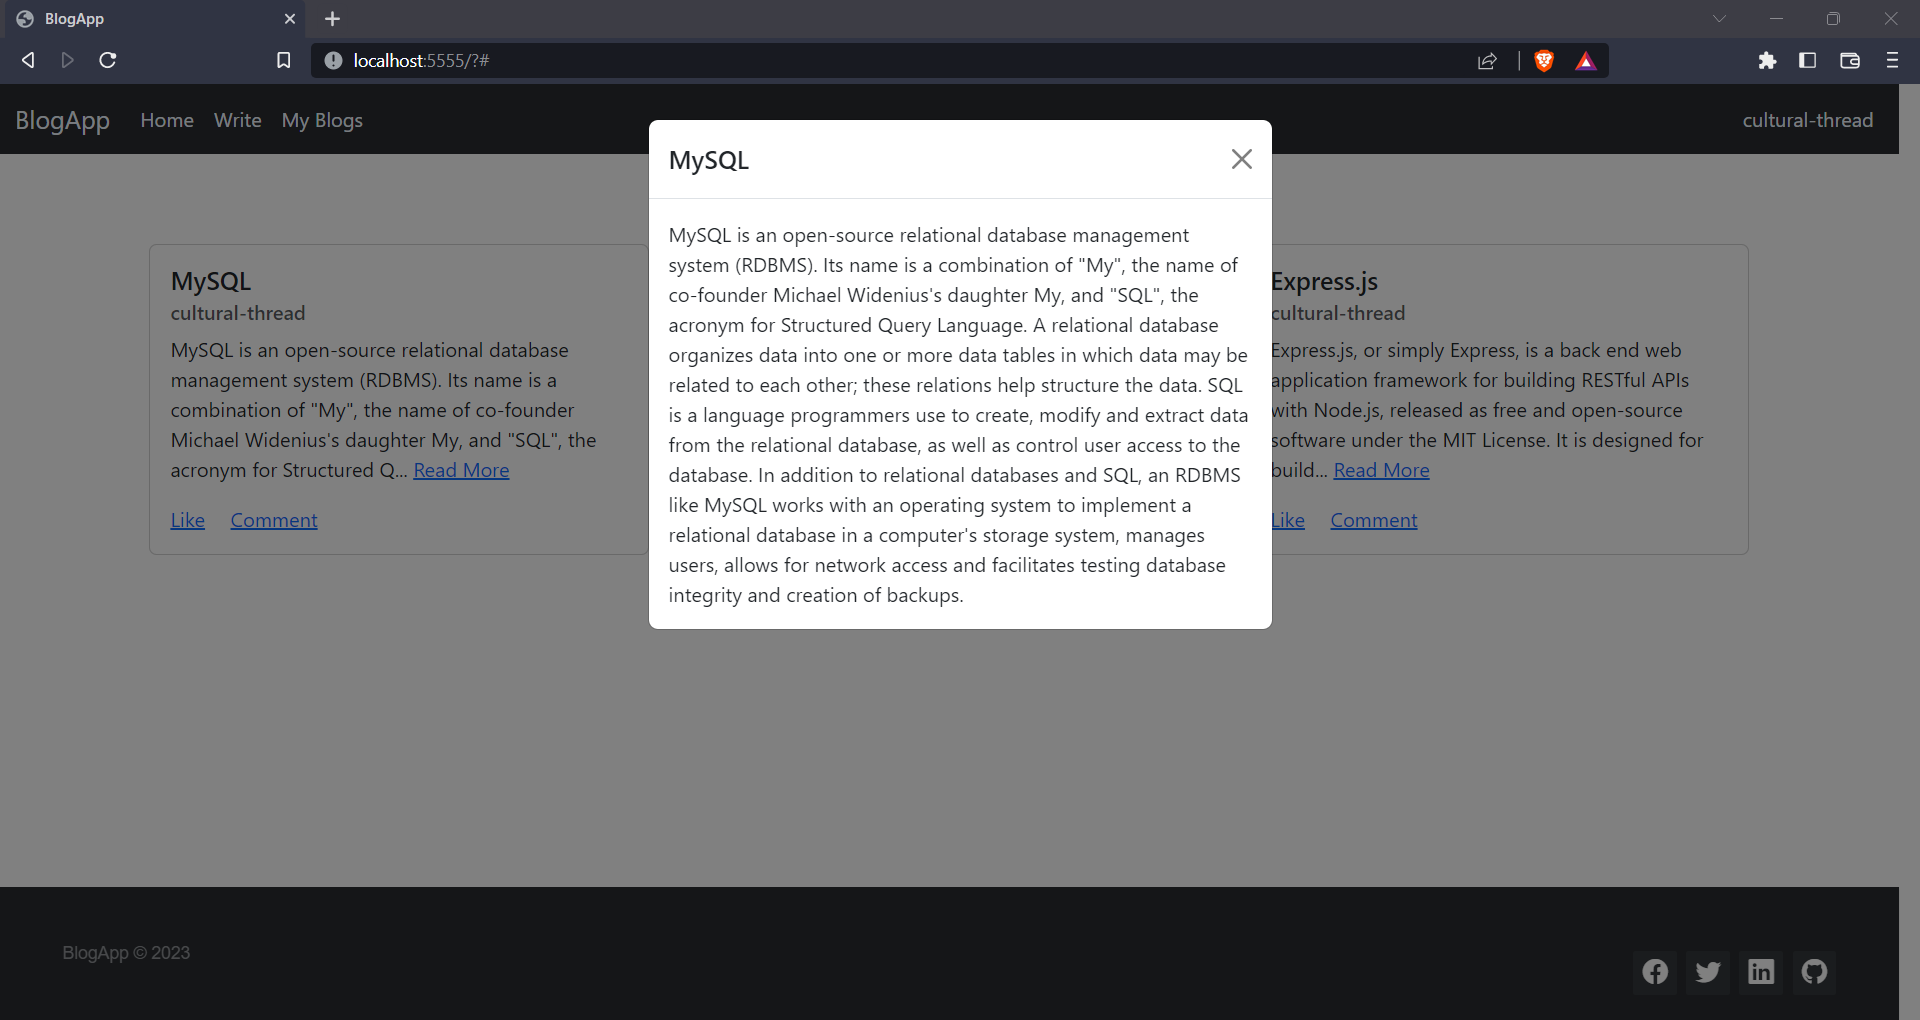 BlogApp
localhost:5555/?#
BlogApp Home Write My Blogs cultural-thread
MySQL
cultural-thread
MySQL is an open-source relational database
management system (RDBMS). Its name is a
combination of "My", the name of co-founder
Michael Widenius's daughter My, and "SQL", the
acronym for Structured Q... Read More
Like Comment
MySQL
MySQL is an open-source relational database management
system (RDBMS). Its name is a combination of "My", the name of
co-founder Michael Widenius's daughter My, and "SQL", the
acronym for Structured Query Language. A relational database
organizes data into one or more data tables in which data may be
related to each other; these relations help structure the data. SQL
is a language programmers use to create, modify and extract data
from the relational database, as well as control user access to the
database. In addition to relational databases and SQL, an RDBMS
like MySQL works with an operating system to implement a
relational database in a computer's storage system, manages
users, allows for network access and facilitates testing database
integrity and creation of backups.
Express.js
cultural-thread
Express.js, or simply Express, is a back end web
application framework for building RESTful APIs
with Node.js, released as free and open-source
software under the MIT License. It is designed for
build... Read More
Like Comment
BlogApp © 2023